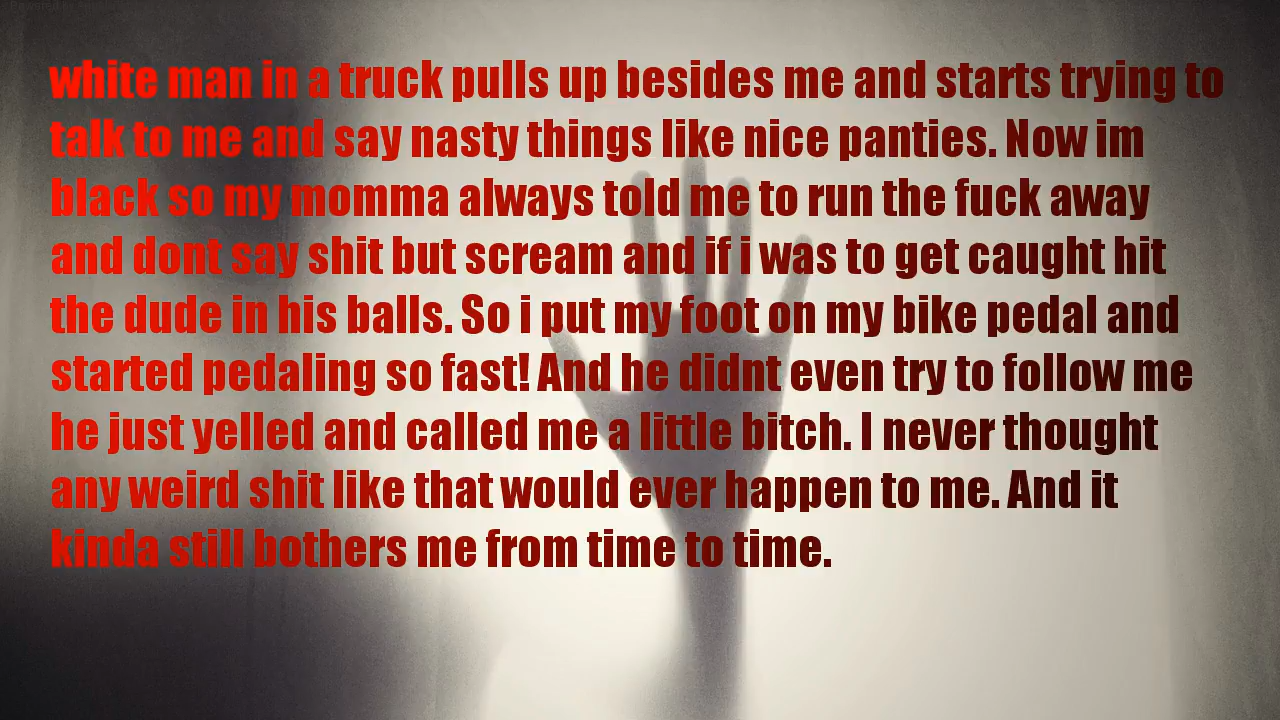 white man in a truck pulls up besides me and starts trying to
talk to me and say nasty things like nice panties. Now im
black so my momma always told me to run the fuck away
and dont say shit but scream and if i was to get caught hit
the dude in his balls. So i put my foot on my bike pedal and
started pedaling so fast! And he didnt even try to follow me
he just yelled and called me a little bitch. I never thought
any weird shit like that would ever happen to me. And it
kinda still bothers me from time to time.